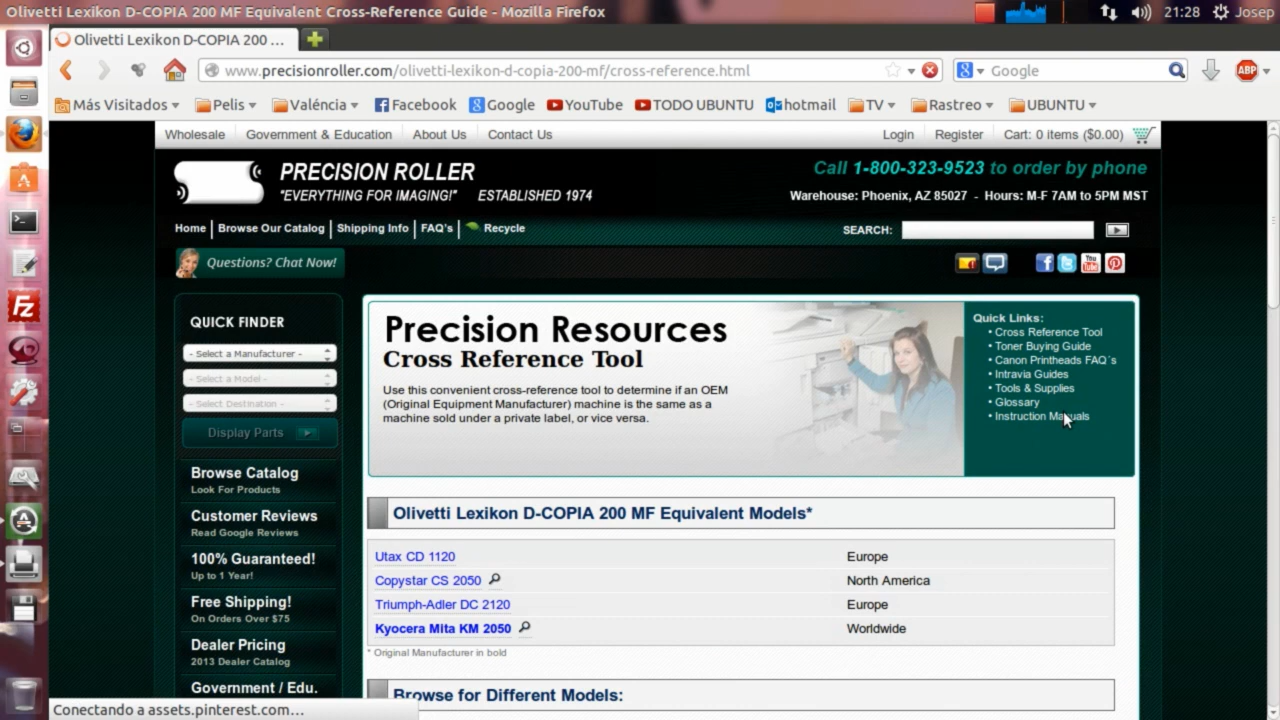 Olivetti Lexikon D-COPIA 200 MF Equivalent Cross-Reference Guide - Mozilla Firefox
21:28 Josep
Olivetti Lexikon D-COPIA 200 ...
www.precisionroller.com/olivetti-lexikon-d-copia-200-mf/cross-reference.html
8 Google
ABP
Más Visitados Pelis València Facebook Google YouTube TODO UBUNTU hotmail TV Rastreo UBUNTU
Wholesale Government & Education About Us Contact Us
Login Register Cart: 0 items ($0.00)
PRECISION ROLLER
"EVERYTHING FOR IMAGING!" ESTABLISHED 1974
Call 1-800-323-9523 to order by phone
Warehouse: Phoenix, AZ 85027 - Hours: M-F 7AM to 5PM MST
Home Browse Our Catalog Shipping Info FAQ's Recycle
SEARCH:
Questions? Chat Now!
You Tube
QUICK FINDER
- Select a Manufacturer -
- Select a Model -
- Select Destination -
Display Parts
Browse Catalog
Look For Products
Customer Reviews
Read Google Reviews
100% Guaranteed!
Up to 1 Year!
Free Shipping!
On Orders Over $75
Dealer Pricing
2013 Dealer Catalog
Government / Edu.
Precision Resources
Cross Reference Tool
Use this convenient cross-reference tool to determine if an OEM
(Original Equipment Manufacturer) machine is the same as a
machine sold under a private label, or vice versa.
Quick Links:
• Cross Reference Tool
• Toner Buying Guide
• Canon Printheads FAQ´s
• Intravia Guides
• Tools & Supplies
• Glossary
• Instruction Manuals
Olivetti Lexikon D-COPIA 200 MF Equivalent Models*
Utax CD 1120 Europe
Copystar CS 2050 North America
Triumph-Adler DC 2120 Europe
Kyocera Mita KM 2050 Worldwide
* Original Manufacturer in bold
Browse for Different Models:
Conectando a assets.pinterest.com...